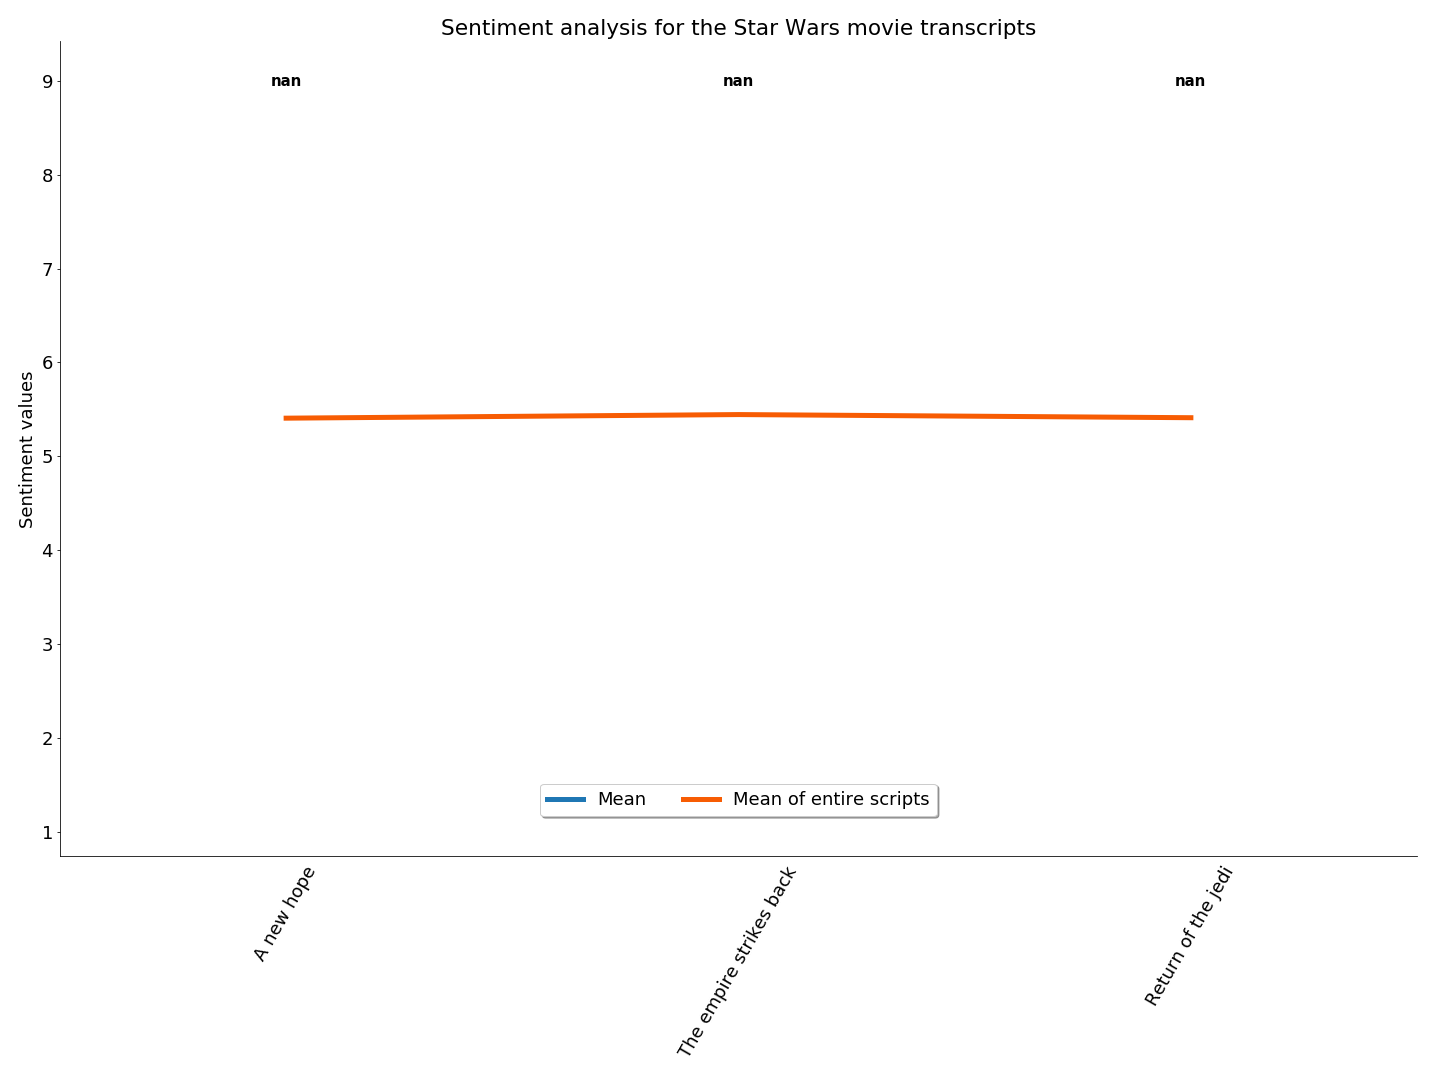 Sentiment analysis for the Star Wars movie transcripts
nan nan nan
9
8
7
6
5
4
3
2
1
Sentiment values
Mean Mean of entire scripts
A new hope
The empire strikes back
Return of the jedi